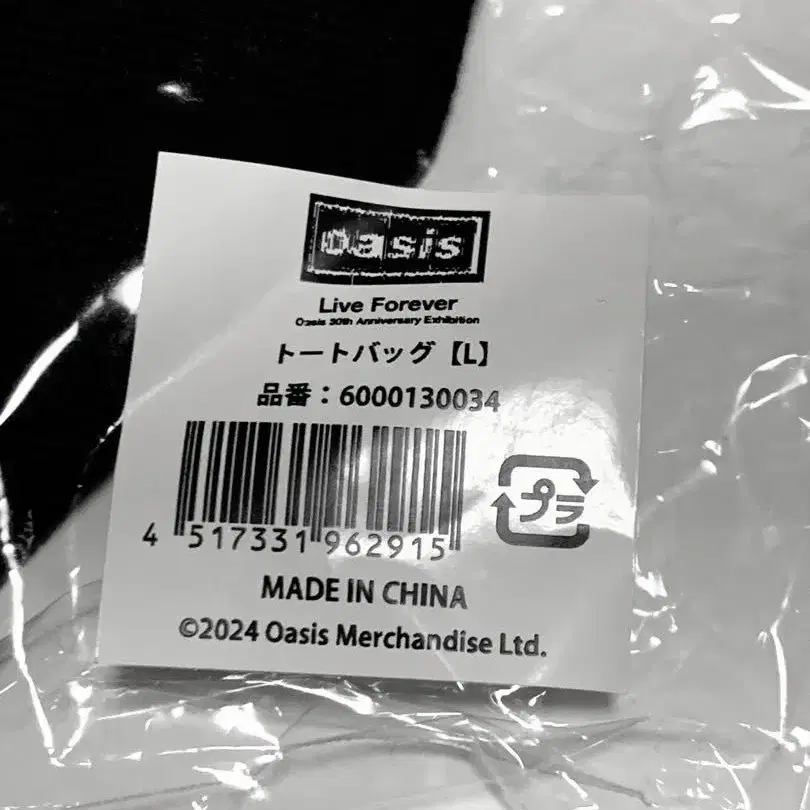 oasis
Live Forever
Oasis 30th Anniversary Exhibition
トートバッグ【L】
品番：6000130034
プラ
4 517331 962915
MADE IN CHINA
©2024 Oasis Merchandise Ltd.